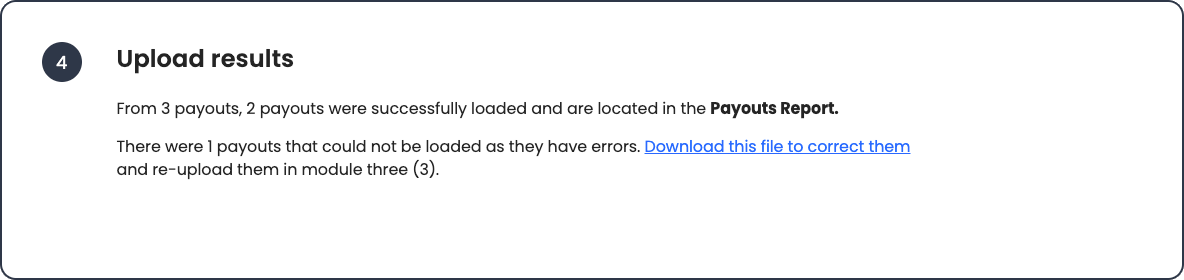 4
Upload results
From 3 payouts, 2 payouts were successfully loaded and are located in the Payouts Report.
There were 1 payouts that could not be loaded as they have errors. Download this file to correct them
and re-upload them in module three (3).